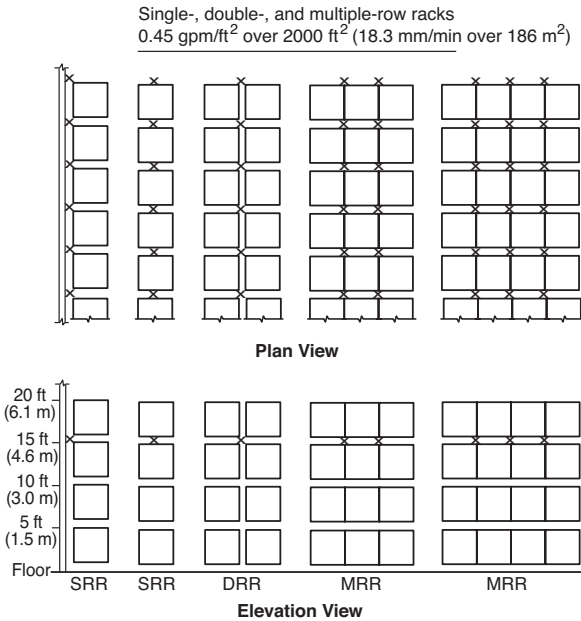 Single-, double-, and multiple-row racks
0.45 gpm/ft² over 2000 ft² (18.3 mm/min over 186 m²)
Plan View
20 ft
(6.1 m)
15 ft
(4.6 m)
10 ft
(3.0 m)
5 ft
(1.5 m)
Floor
SRR SRR DRR MRR MRR
Elevation View